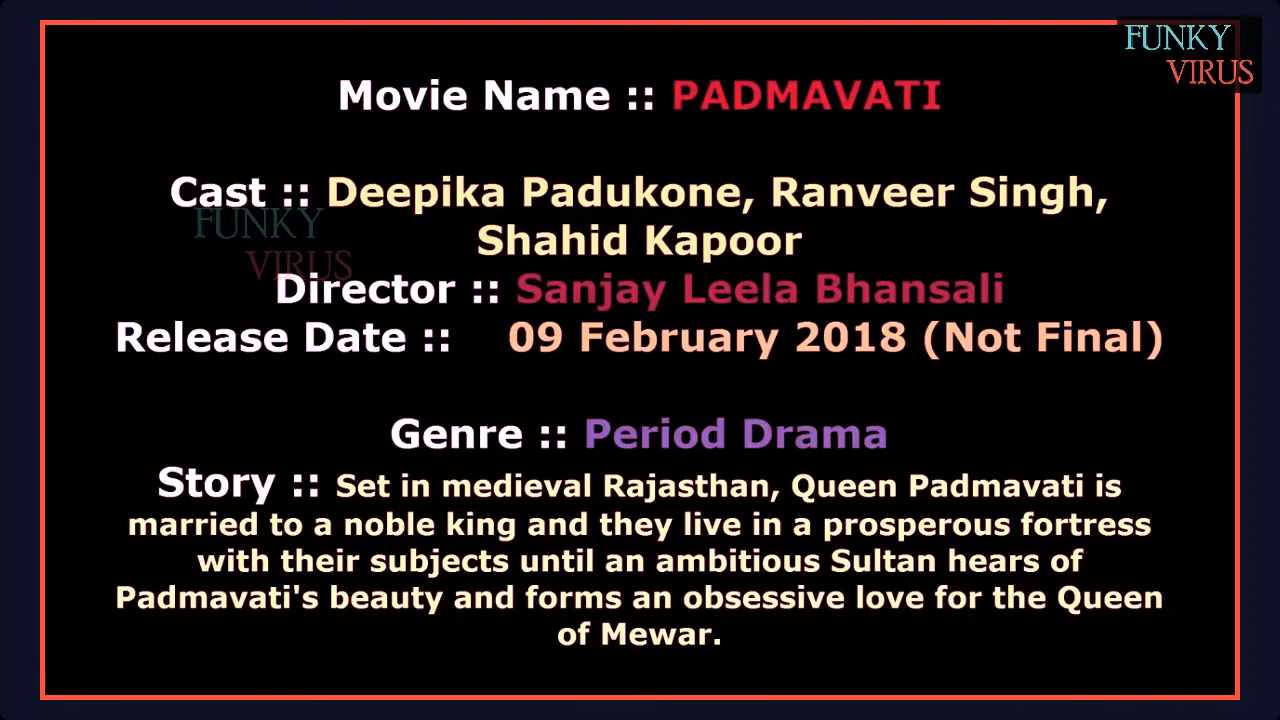 FUNKY
VIRUS
Movie Name :: PADMAVATI
Cast :: Deepika Padukone, Ranveer Singh,
Shahid Kapoor
FUNKY
VIRUS
Director :: Sanjay Leela Bhansali
Release Date :: 09 February 2018 (Not Final)
Genre :: Period Drama
Story :: Set in medieval Rajasthan, Queen Padmavati is
married to a noble king and they live in a prosperous fortress
with their subjects until an ambitious Sultan hears of
Padmavati's beauty and forms an obsessive love for the Queen
of Mewar.